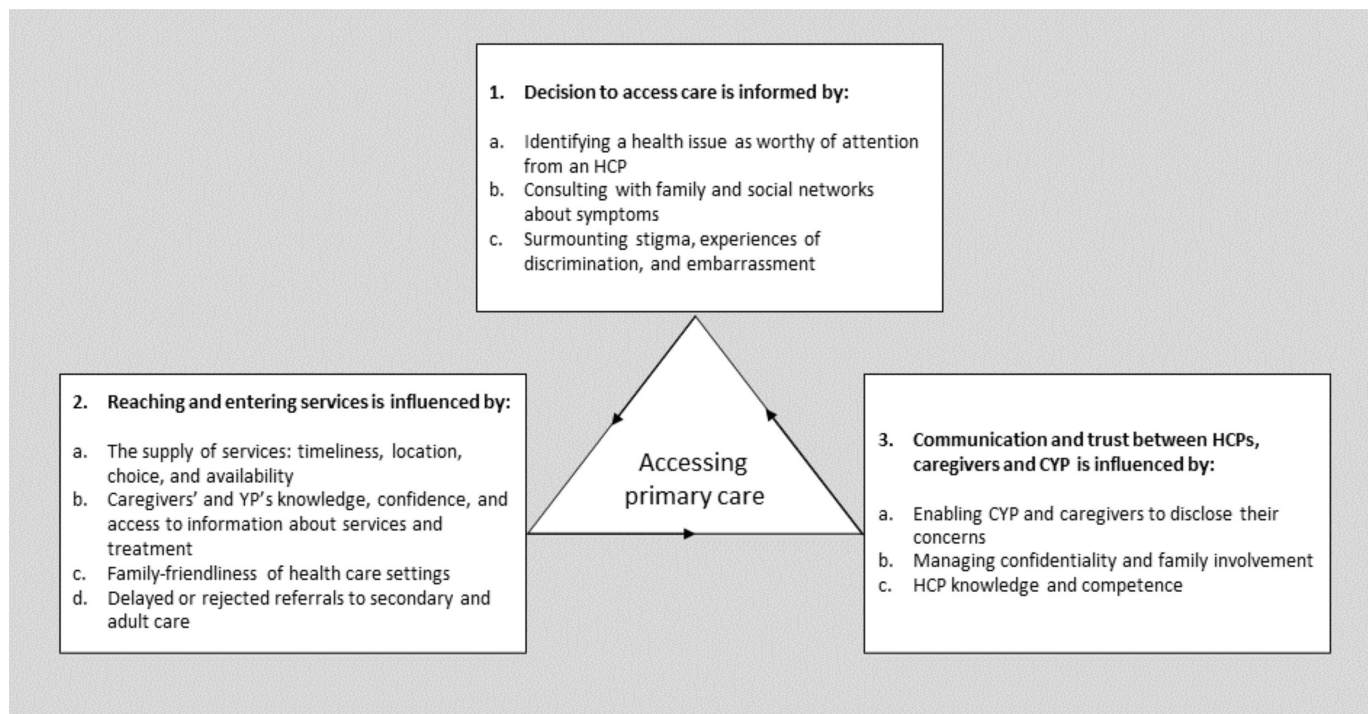 1. Decision to access care is informed by:
a. Identifying a health issue as worthy of attention
from an HCP
b. Consulting with family and social networks
about symptoms
c. Surmounting stigma, experiences of
discrimination, and embarrassment
2. Reaching and entering services is influenced by:
a. The supply of services: timeliness, location,
choice, and availability
b. Caregivers’ and YP’s knowledge, confidence, and
access to information about services and
treatment
c. Family-friendliness of health care settings
d. Delayed or rejected referrals to secondary and
adult care
Accessing
primary care
3. Communication and trust between HCPs,
caregivers and CYP is influenced by:
a. Enabling CYP and caregivers to disclose their
concerns
b. Managing confidentiality and family involvement
c. HCP knowledge and competence